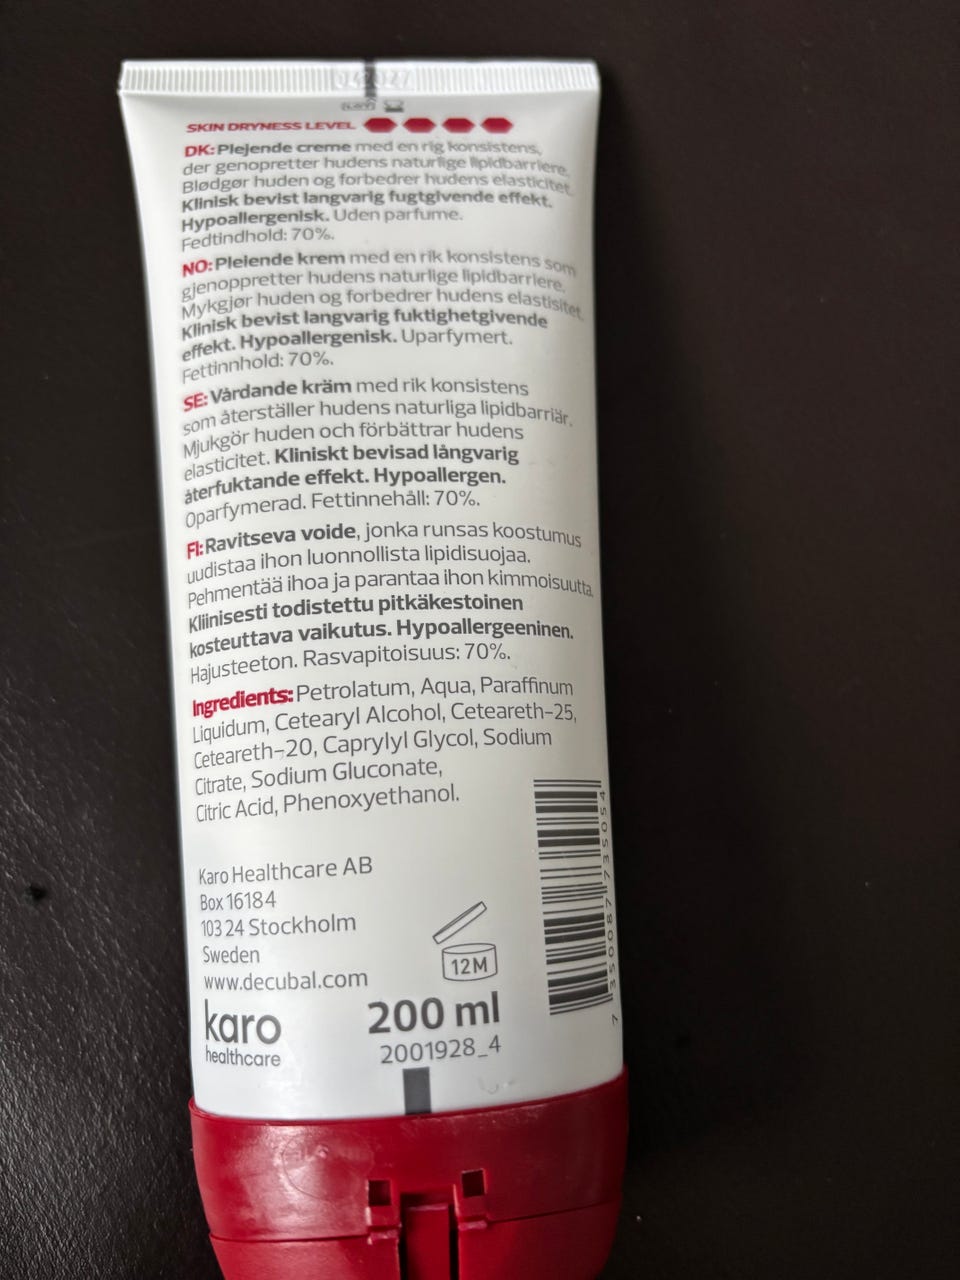 SKIN DRYNESS LEVEL
DK: Plejende creme med en rig konsistens,
der genopretter hudens naturlige lipidbarriere.
Blødgør huden og forbedrer hudens elasticitet.
Klinisk bevist langvarig fugtgivende effekt.
Hypoallergenisk. Uden parfume.
Fedtindhold: 70%.
NO: Pleiende krem med en rik konsistens som
gjenoppretter hudens naturlige lipidbarriere.
Mykgjør huden og forbedrer hudens elastisitet.
Klinisk bevist langvarig fuktighetgivende
effekt. Hypoallergenisk. Uparfymert.
Fettinnhold: 70%.
SE: Vårdande kräm med rik konsistens
som återställer hudens naturliga lipidbarriär.
Mjukgör huden och förbättrar hudens
elasticitet. Kliniskt bevisad långvarig
återfuktande effekt. Hypoallergen.
Oparfymerad. Fettinnehåll: 70%.
FI: Ravitseva voide, jonka runsas koostumus
uudistaa ihon luonnollista lipidisuojaa.
Pehmentää ihoa ja parantaa ihon kimmoisuutta.
Kliinisesti todistettu pitkäkestoinen
kosteuttava vaikutus. Hypoallergeeninen.
Hajusteeton. Rasvapitoisuus: 70%.
Ingredients: Petrolatum, Aqua, Paraffinum
Liquidum, Cetearyl Alcohol, Ceteareth-25,
Ceteareth-20, Caprylyl Glycol, Sodium
Citrate, Sodium Gluconate,
Citric Acid, Phenoxyethanol.
Karo Healthcare AB
Box 16184
103 24 Stockholm
Sweden
www.decubal.com
karo
healthcare
12M
200 ml
2001928_4
7 350087 735054